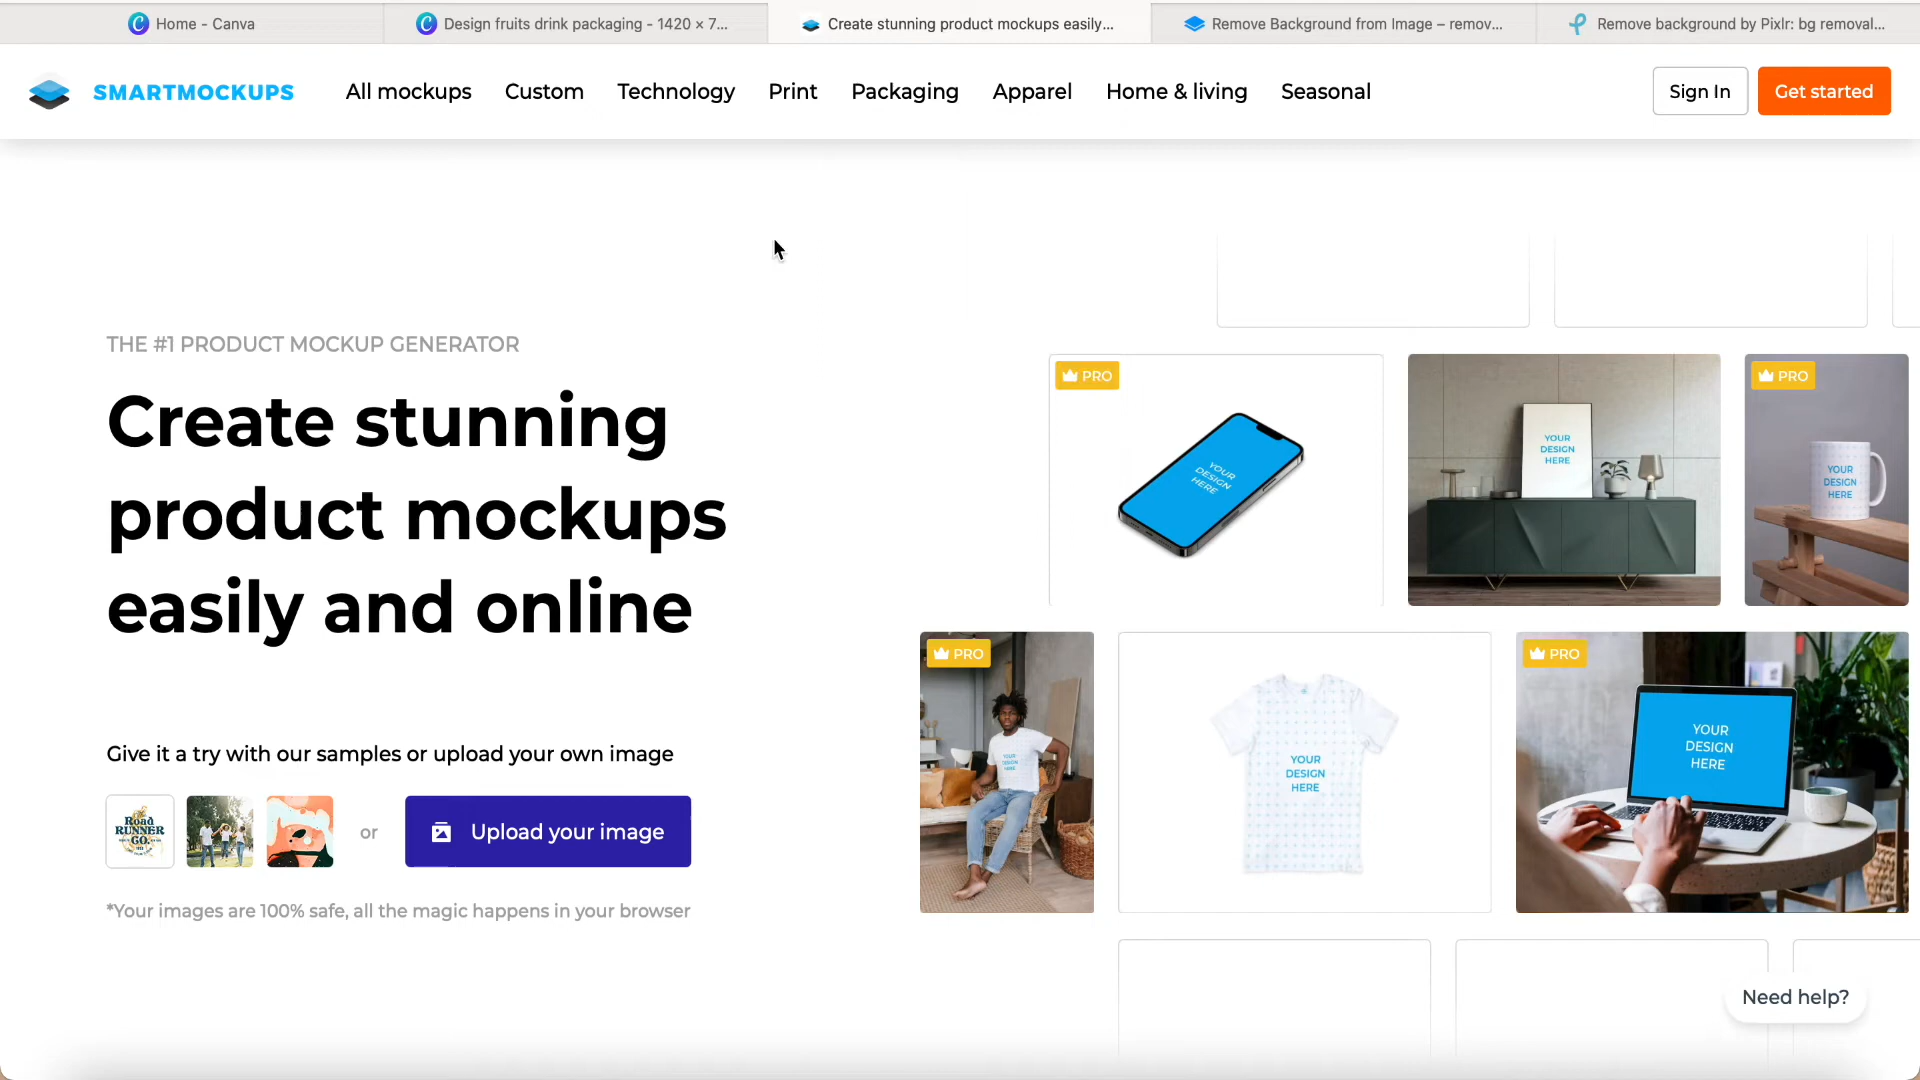 Home - Canva
Design fruits drink packaging - 1420 × 7...
Create stunning product mockups easily...
Remove Background from Image – remov...
Remove background by Pixlr: bg removal...
SMARTMOCKUPS
All mockups
Custom
Technology
Print
Packaging
Apparel
Home & living
Seasonal
Sign In
Get started
THE #1 PRODUCT MOCKUP GENERATOR
Create stunning
product mockups
easily and online
Give it a try with our samples or upload your own image
Road
RUNNER
GO.
or
Upload your image
*Your images are 100% safe, all the magic happens in your browser
PRO
YOUR
DESIGN
HERE
YOUR
DESIGN
HERE
PRO
YOUR
DESIGN
HERE
PRO
YOUR
DESIGN
HERE
YOUR
DESIGN
HERE
PRO
YOUR
DESIGN
HERE
Need help?